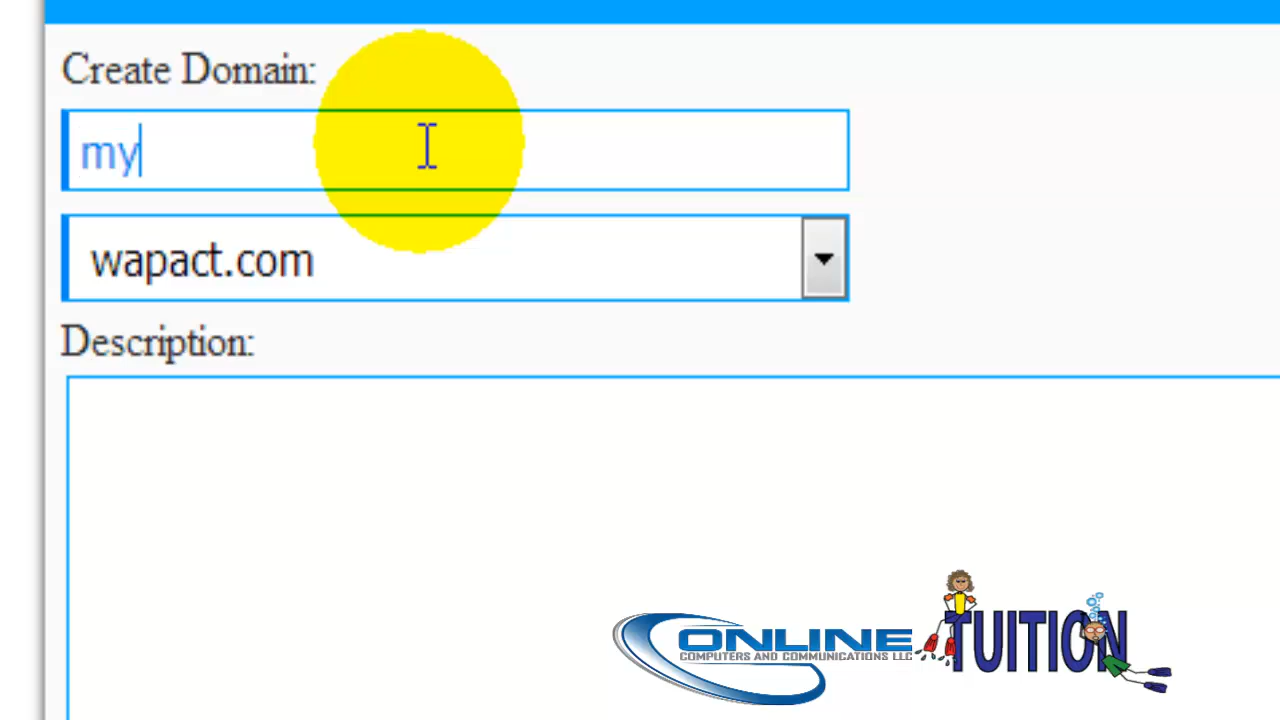 Create Domain:
my
wapact.com
Description:
ONLINE
COMPUTERS AND COMMUNICATIONS LLC
TUITION